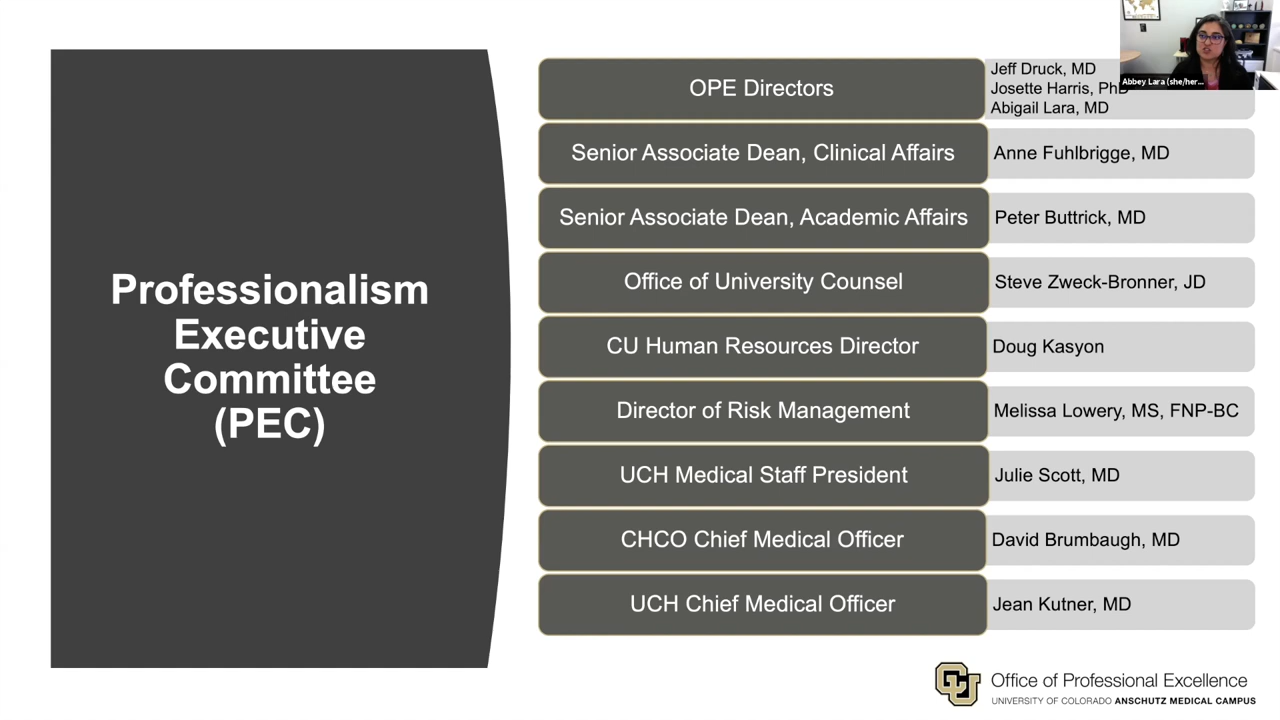 Professionalism
Executive
Committee
(PEC)
OPE Directors
Jeff Druck, MD
Josette Harris, PhD
Abigail Lara, MD
Senior Associate Dean, Clinical Affairs
Anne Fuhlbrigge, MD
Senior Associate Dean, Academic Affairs
Peter Buttrick, MD
Office of University Counsel
Steve Zweck-Bronner, JD
CU Human Resources Director
Doug Kasyon
Director of Risk Management
Melissa Lowery, MS, FNP-BC
UCH Medical Staff President
Julie Scott, MD
CHCO Chief Medical Officer
David Brumbaugh, MD
UCH Chief Medical Officer
Jean Kutner, MD
Abbey Lara (she/her...
CU
Office of Professional Excellence
UNIVERSITY OF COLORADO ANSCHUTZ MEDICAL CAMPUS